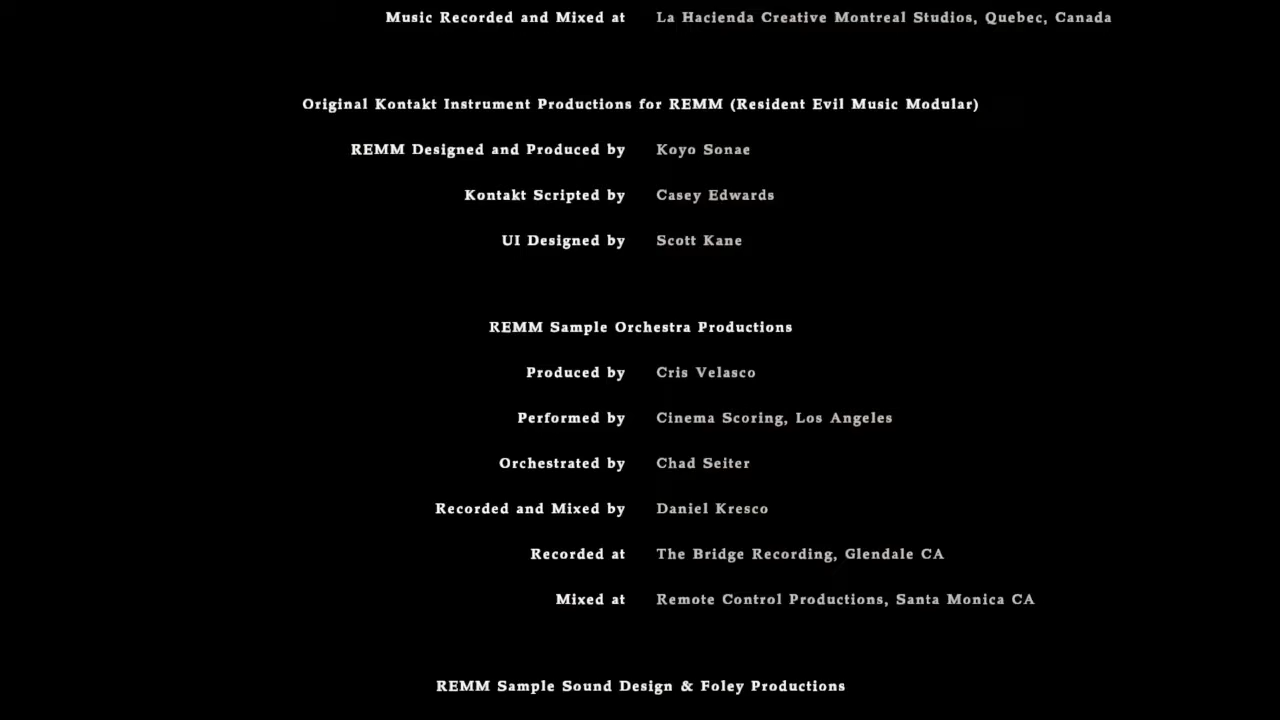 Music Recorded and Mixed at La Hacienda Creative Montreal Studios, Quebec, Canada
Original Kontakt Instrument Productions for REMM (Resident Evil Music Modular)
REMM Designed and Produced by Koyo Sonae
Kontakt Scripted by Casey Edwards
UI Designed by Scott Kane
REMM Sample Orchestra Productions
Produced by Cris Velasco
Performed by Cinema Scoring, Los Angeles
Orchestrated by Chad Seiter
Recorded and Mixed by Daniel Kresco
Recorded at The Bridge Recording, Glendale CA
Mixed at Remote Control Productions, Santa Monica CA
REMM Sample Sound Design & Foley Productions